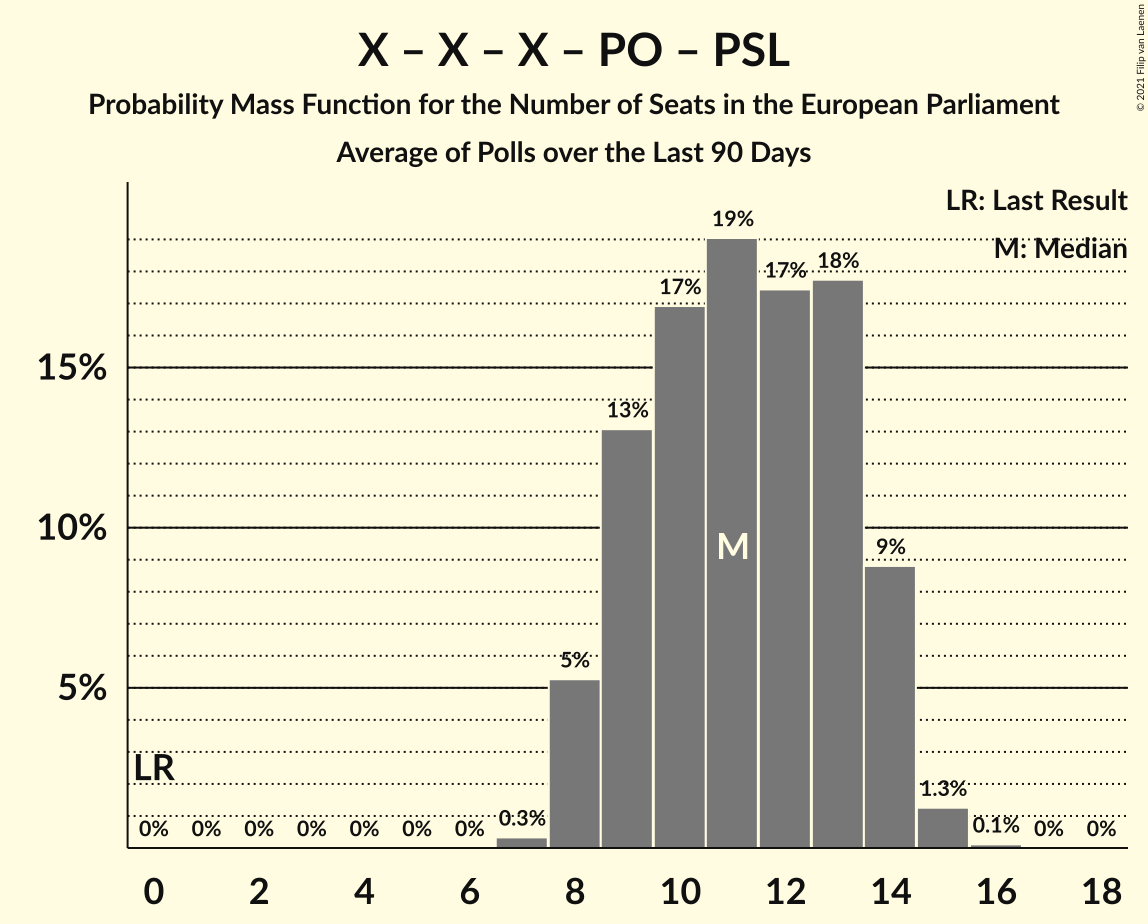 X – X – X – PO – PSL
Probability Mass Function for the Number of Seats in the European Parliament
Average of Polls over the Last 90 Days
© 2021 Filip van Laenen
LR: Last Result
M: Median
19%
18%
17%
17%
15%
13%
10%
M
9%
5%
5%
LR
1.3%
0% 0% 0% 0% 0% 0% 0% 0.3% 0.1% 0% 0%
0 2 4 6 8 10 12 14 16 18